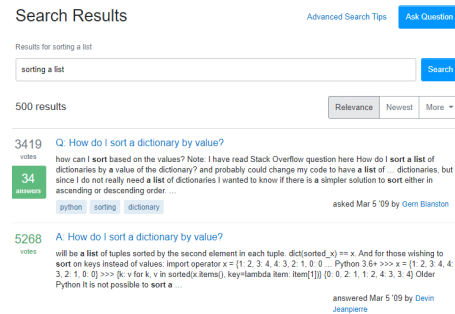 Search Results
Advanced Search Tips
Ask Question
Results for sorting a list
sorting a list
Search
500 results
Relevance
Newest
More
3419
votes
34
answers
Q: How do I sort a dictionary by value?
how can I sort based on the values? Note: I have read Stack Overflow question here How do I sort a list of
dictionaries by a value of the dictionary? and probably could change my code to have a list of … dictionaries, but
since I do not really need a list of dictionaries I wanted to know if there is a simpler solution to sort either in
ascending or descending order. …
python
sorting
dictionary
asked Mar 5 '09 by Gern Blanston
5268
votes
A: How do I sort a dictionary by value?
will be a list of tuples sorted by the second element in each tuple. dict(sorted_x) == x. And for those wishing to
sort on keys instead of values: import operator x = {1: 2, 3: 4, 4: 3, 2: 1, 0: 0 … Python 3.6+ >>> x = {1: 2, 3: 4, 4:
3, 2: 1, 0: 0} >>> {k: v for k, v in sorted(x.items(), key=lambda item: item[1])} {0: 0, 2: 1, 1: 2, 4: 3, 3: 4} Older
Python It is not possible to sort a …
answered Mar 5 '09 by Devin
Jeanpierre